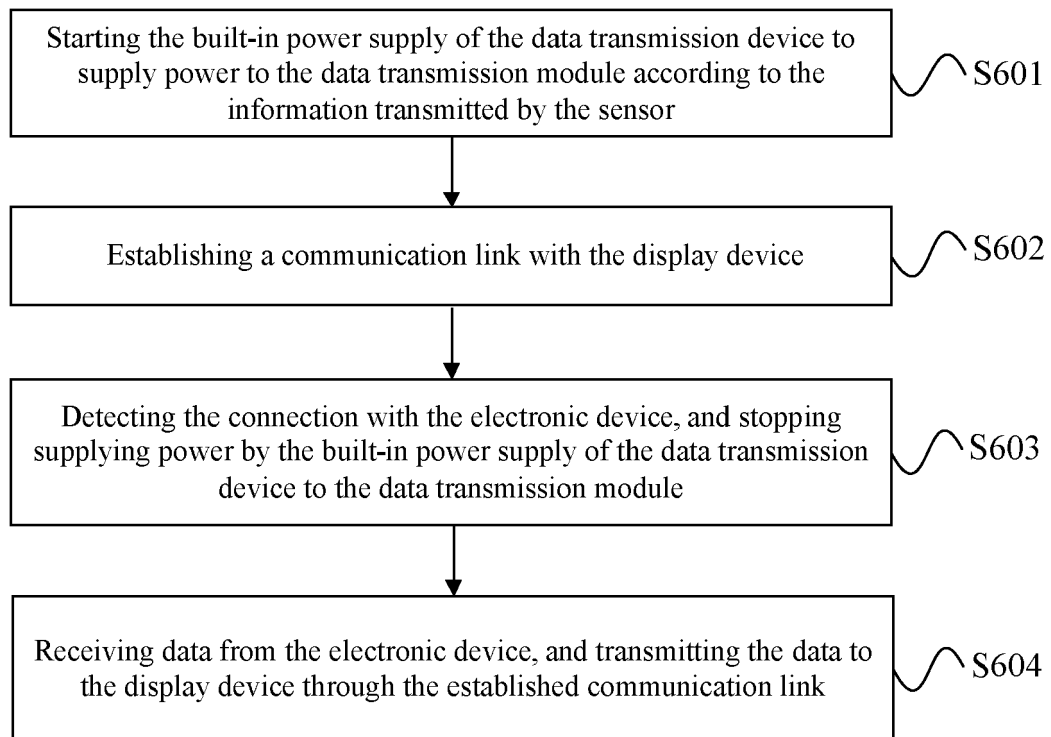 Starting the built-in power supply of the data transmission device to
supply power to the data transmission module according to the
information transmitted by the sensor
S601
Establishing a communication link with the display device
S602
Detecting the connection with the electronic device, and stopping
supplying power by the built-in power supply of the data transmission
device to the data transmission module
S603
Receiving data from the electronic device, and transmitting the data to
the display device through the established communication link
S604